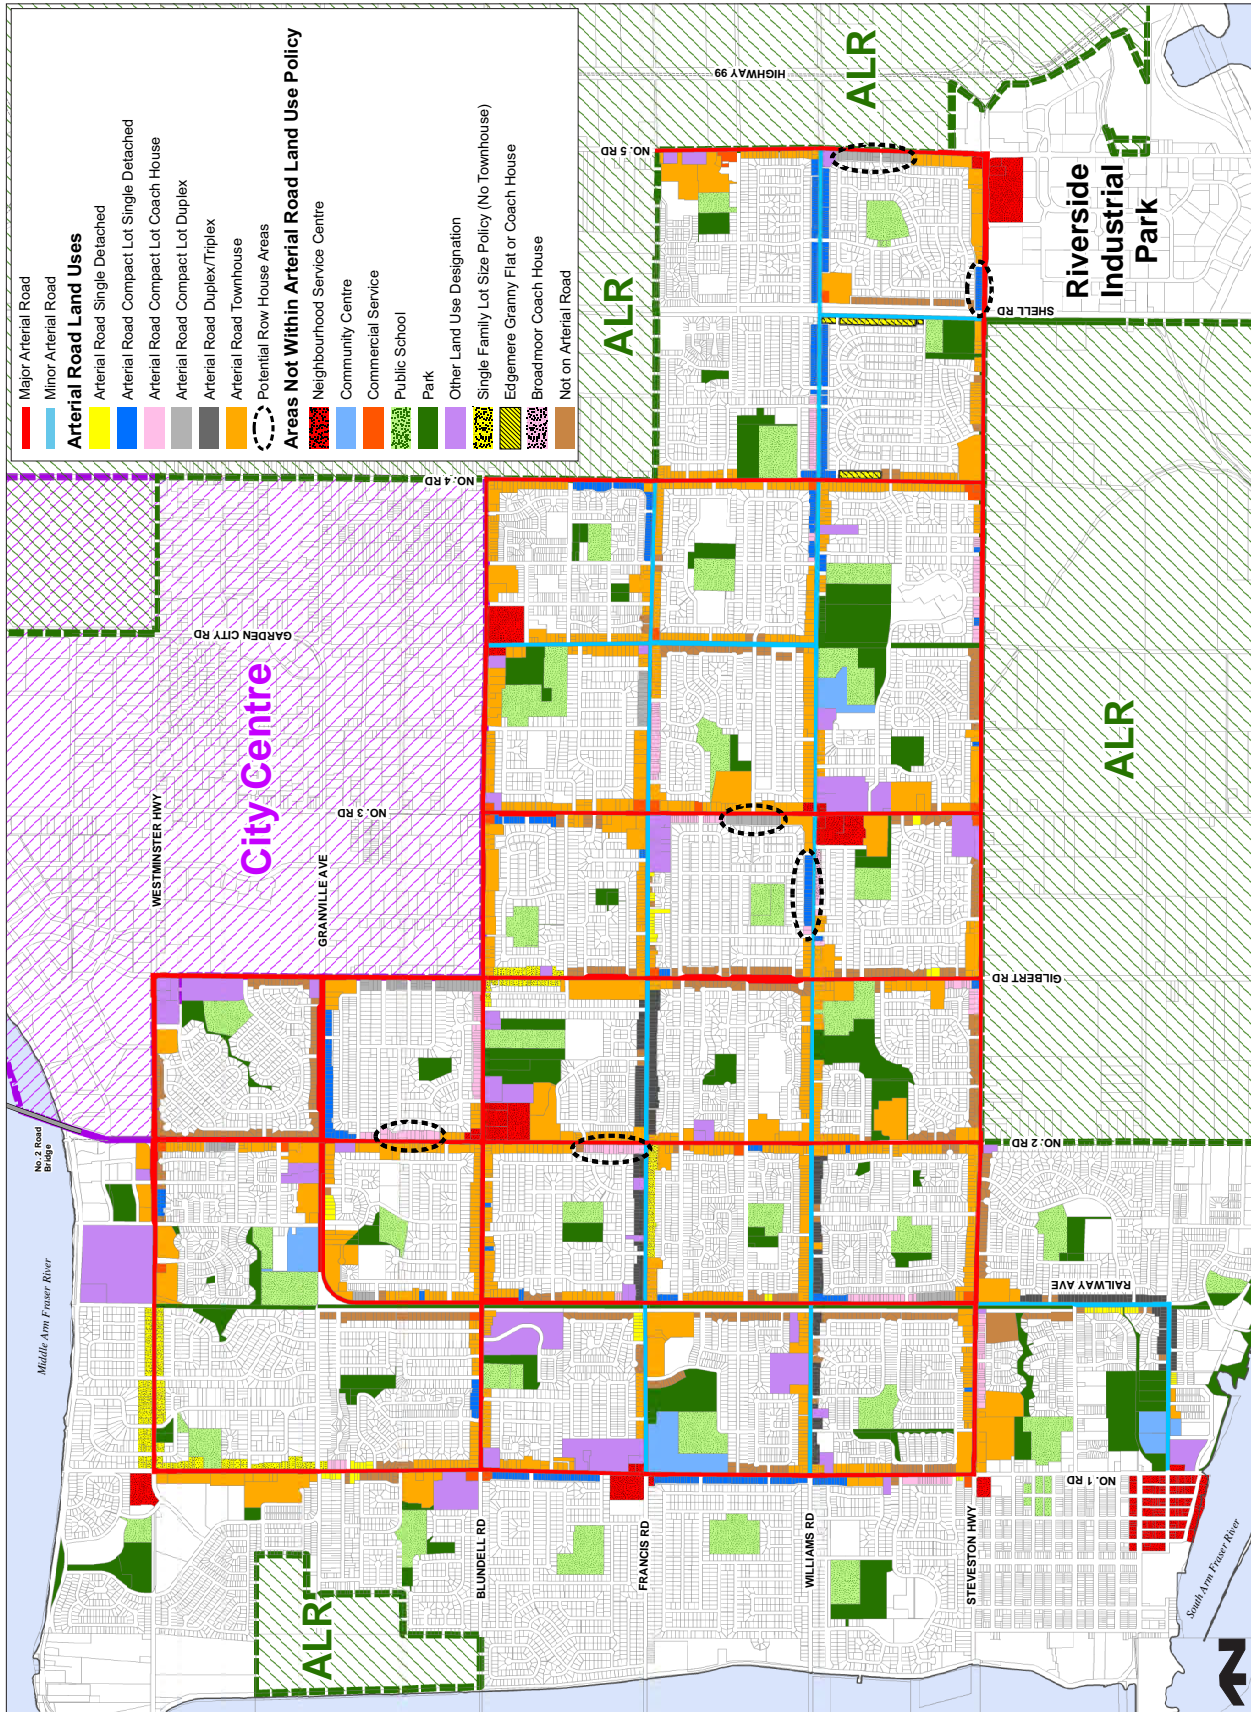 Major Arterial Road
Minor Arterial Road
Arterial Road Land Uses
Arterial Road Single Detached
Arterial Road Compact Lot Single Detached
Arterial Road Compact Lot Coach House
Arterial Road Compact Lot Duplex
Arterial Road Duplex/Triplex
Arterial Road Townhouse
Potential Row House Areas
Areas Not Within Arterial Road Land Use Policy
Neighbourhood Service Centre
Community Centre
Commercial Service
Public School
Park
Other Land Use Designation
Single Family Lot Size Policy (No Townhouse)
Edgemere Granny Flat or Coach House
Broadmoor Coach House
Not on Arterial Road
HIGHWAY 99
ALR
NO. 5 RD
Riverside
Industrial
Park
SHELL RD
ALR
NO. 4 RD
GARDEN CITY RD
City Centre
NO. 3 RD
WESTMINSTER HWY
GRANVILLE AVE
ALR
GILBERT RD
No. 2 Road
Bridge
NO. 2 RD
Middle Arm Fraser River
RAILWAY AVE
NO. 1 RD
BLUNDELL RD
FRANCIS RD
WILLIAMS RD
STEVESTON HWY
ALR
South Arm Fraser River
N